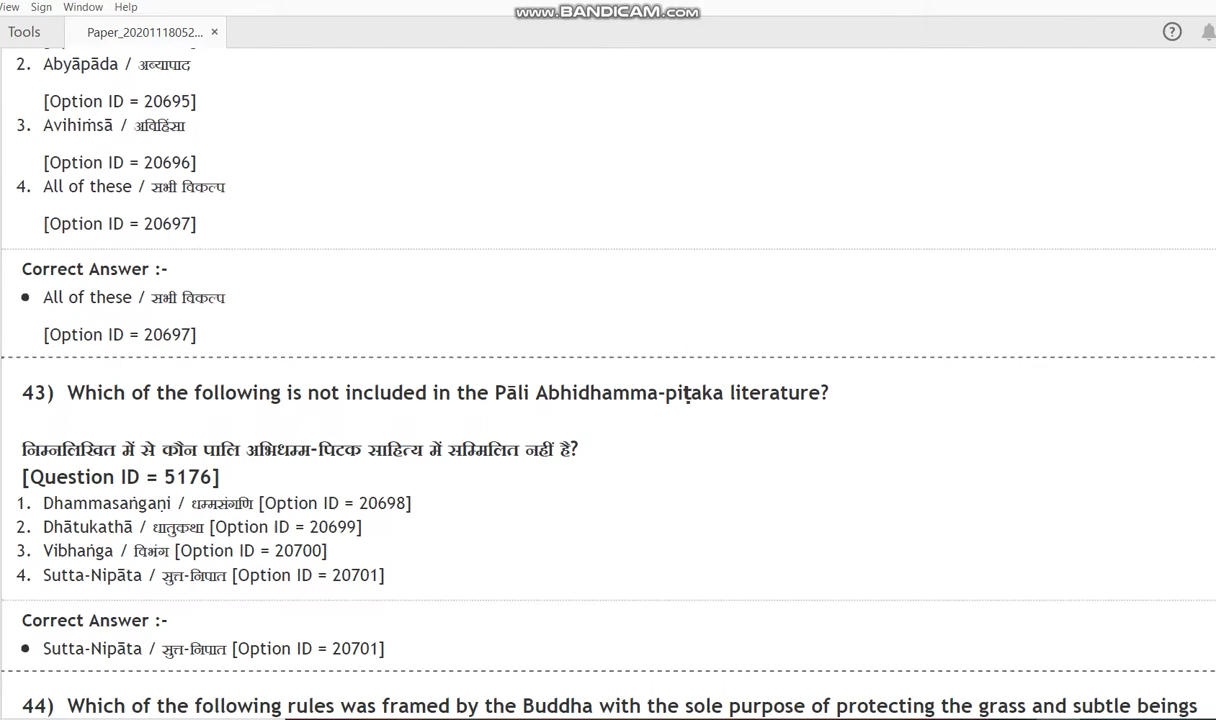 View Sign Window Help
www.BANDICAM.com
Tools Paper_20201118052... ×
2. Abyāpāda / अब्यापाद
[Option ID = 20695]
3. Avihiṁsā / अविहिंसा
[Option ID = 20696]
4. All of these / सभी विकल्प
[Option ID = 20697]
Correct Answer :-
• All of these / सभी विकल्प
[Option ID = 20697]
43) Which of the following is not included in the Pāli Abhidhamma-piṭaka literature?
निम्नलिखित में से कौन पालि अभिधम्म-पिटक साहित्य में सम्मिलित नहीं है?
[Question ID = 5176]
1. Dhammasaṅgaṇi / धम्मसंगणि [Option ID = 20698]
2. Dhātukathā / धातुकथा [Option ID = 20699]
3. Vibhaṅga / विभंग [Option ID = 20700]
4. Sutta-Nipāta / सुत्त-निपात [Option ID = 20701]
Correct Answer :-
• Sutta-Nipāta / सुत्त-निपात [Option ID = 20701]
44) Which of the following rules was framed by the Buddha with the sole purpose of protecting the grass and subtle beings